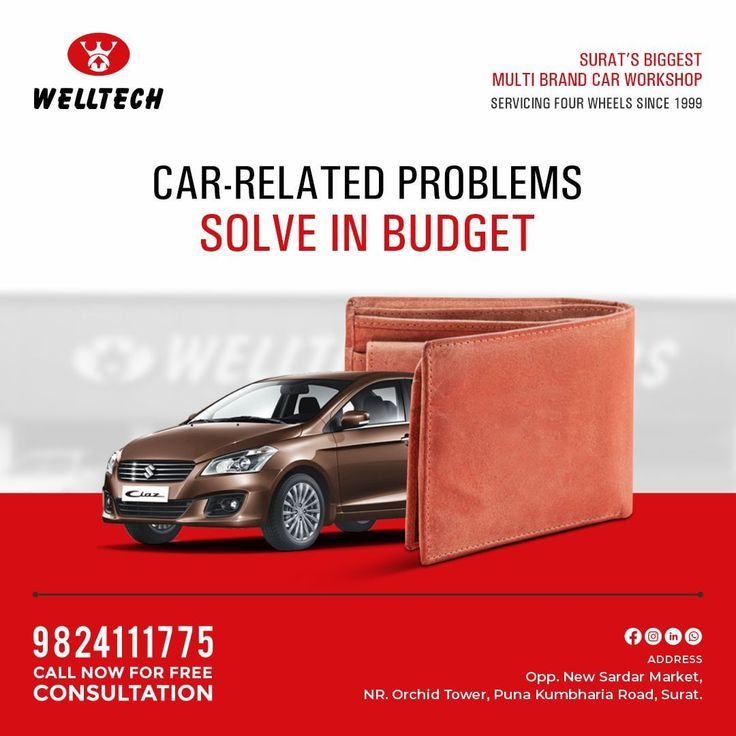 WELLTECH
SURAT'S BIGGEST
MULTI BRAND CAR WORKSHOP
SERVICING FOUR WHEELS SINCE 1999
CAR-RELATED PROBLEMS
SOLVE IN BUDGET
WELLT
S
Ciaz
9824111775
CALL NOW FOR FREE
CONSULTATION
ADDRESS
Opp. New Sardar Market,
NR. Orchid Tower, Puna Kumbharia Road, Surat.